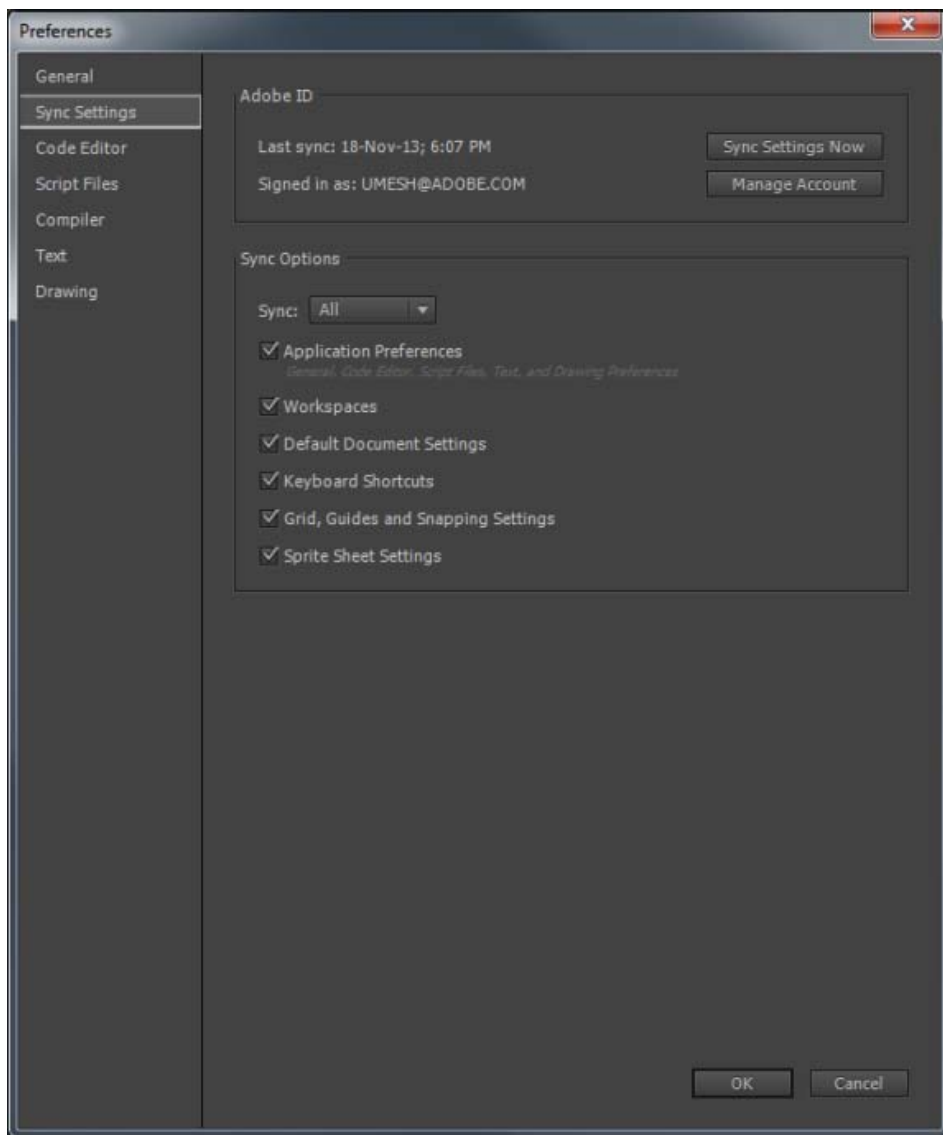 Preferences
General
Sync Settings
Code Editor
Script Files
Compiler
Text
Drawing
Adobe ID
Last sync: 18-Nov-13; 6:07 PM
Sync Settings Now
Signed in as: UMESH@ADOBE.COM
Manage Account
Sync Options
Sync: All
Application Preferences
General, Code Editor, Script Files, Text, and Drawing Preferences
Workspaces
Default Document Settings
Keyboard Shortcuts
Grid, Guides and Snapping Settings
Sprite Sheet Settings
OK
Cancel